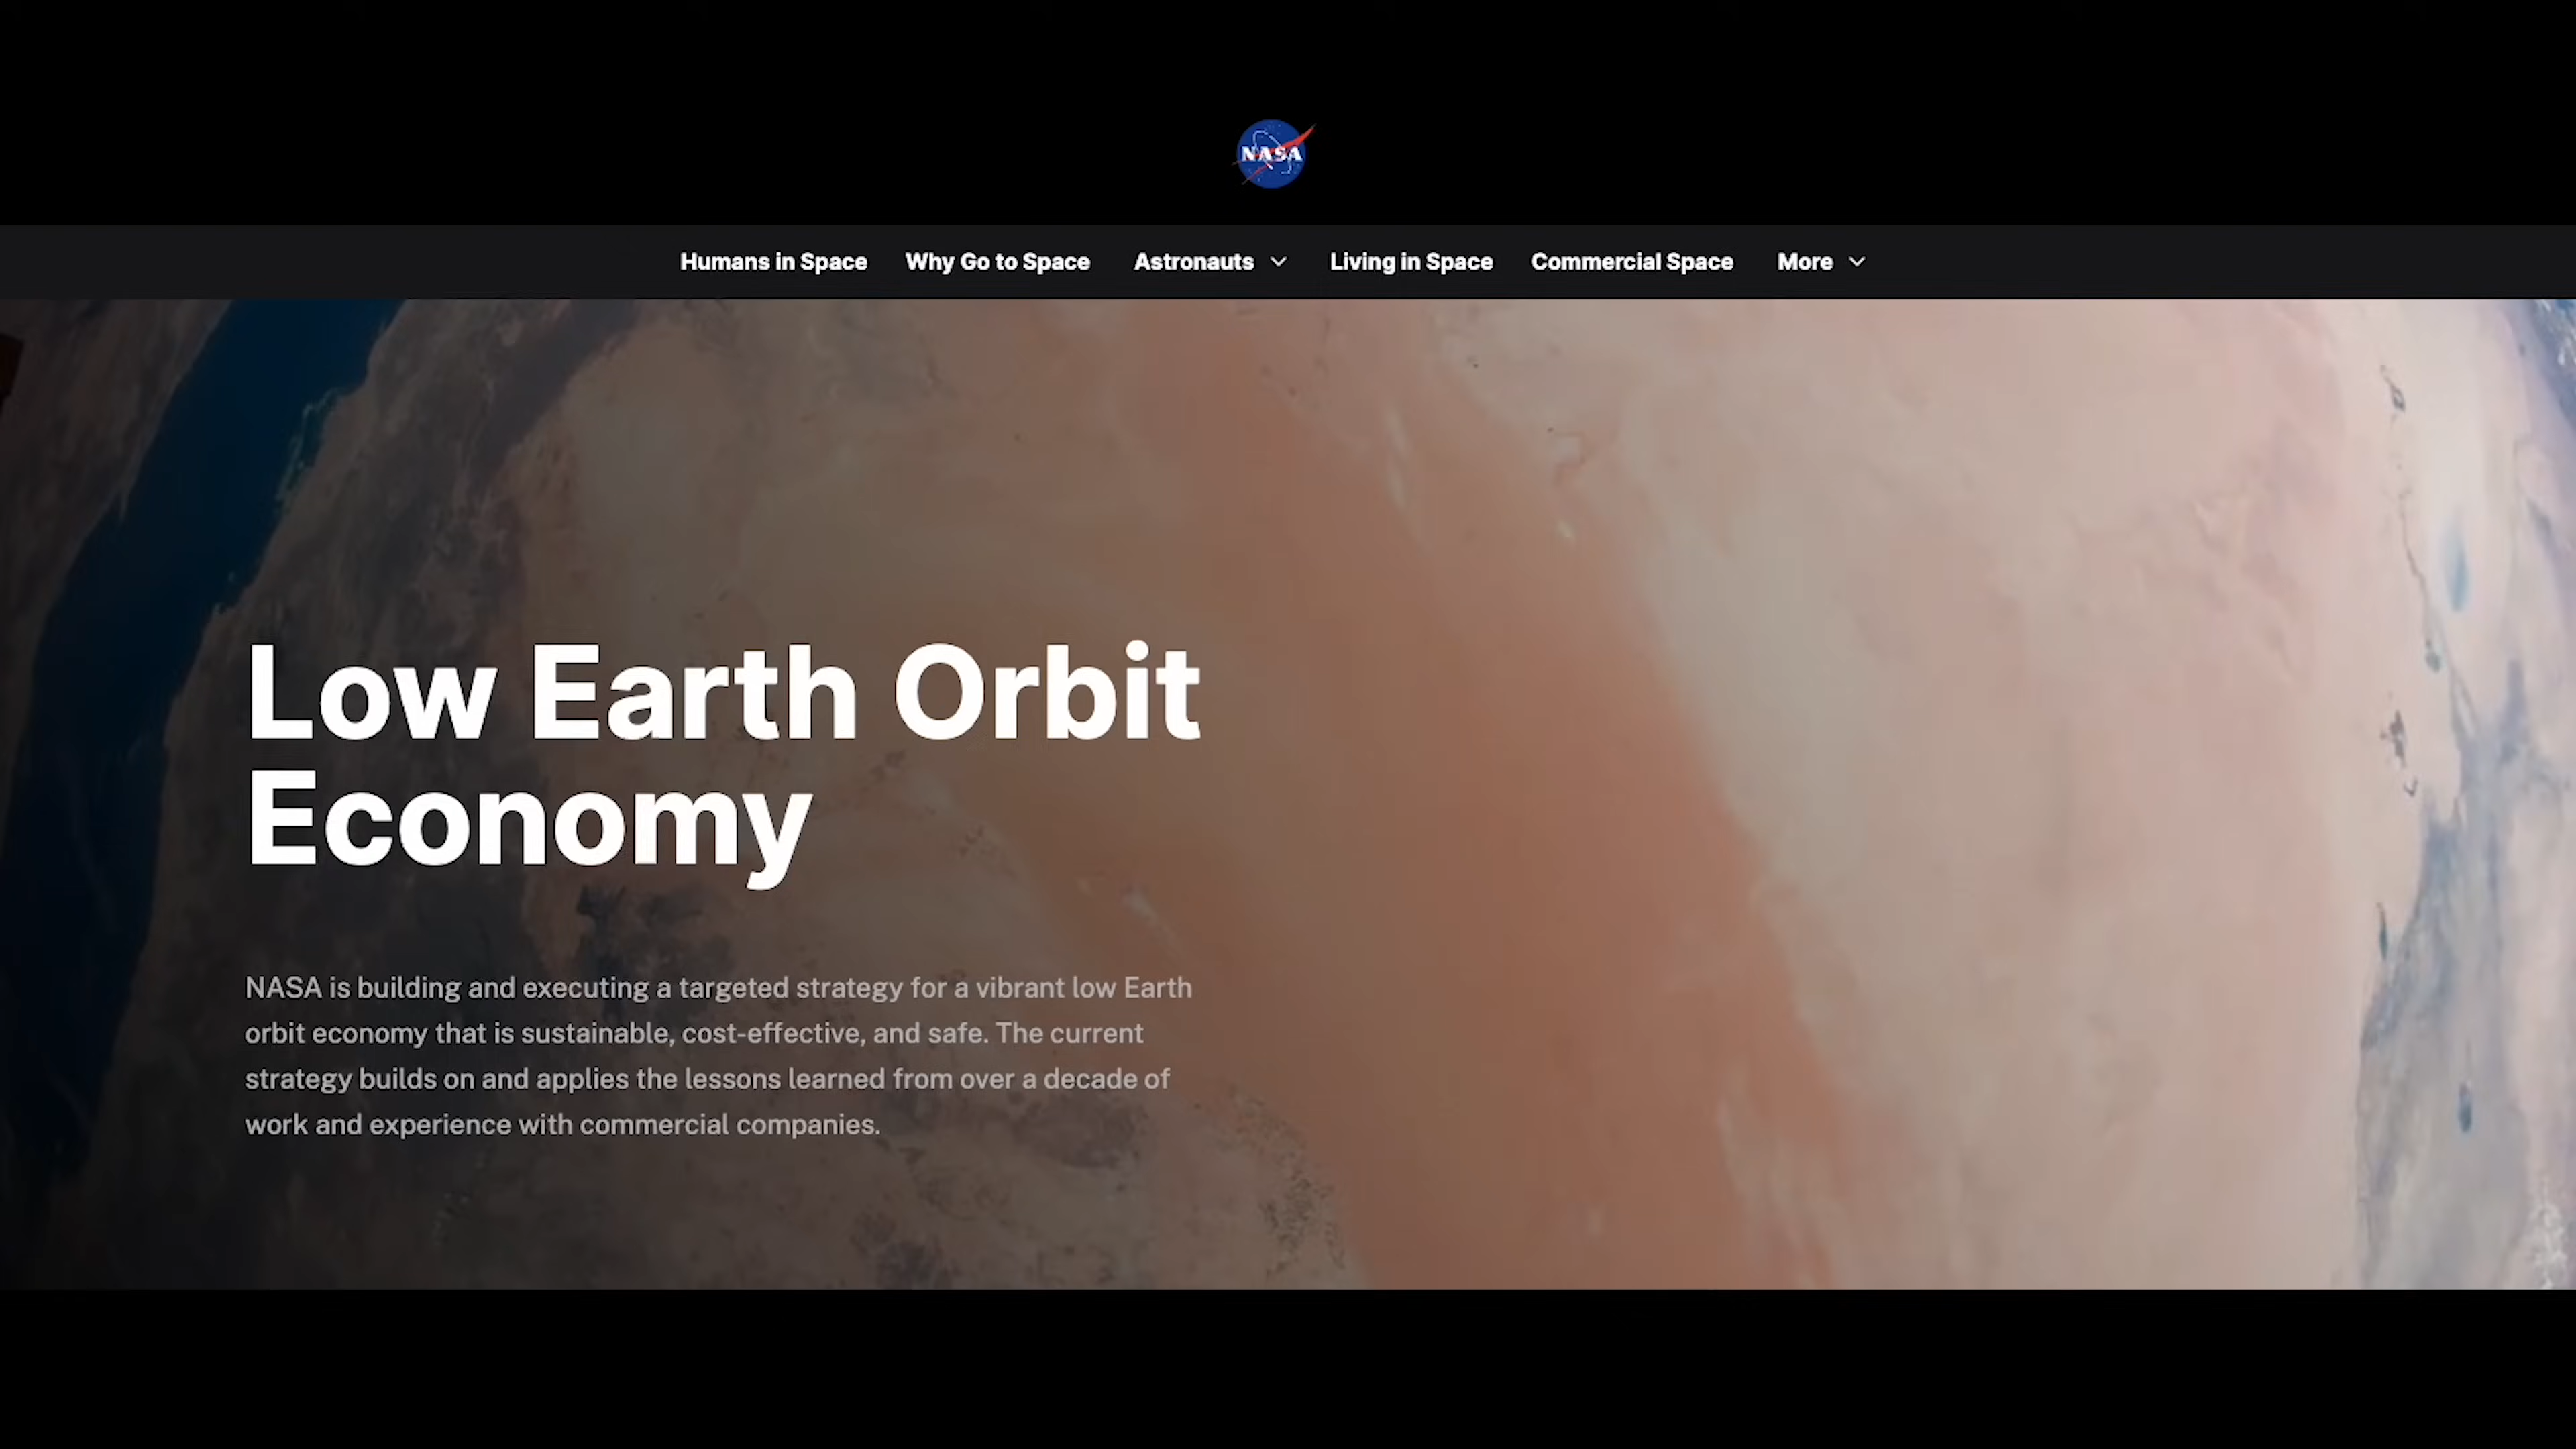 NASA
Humans in Space Why Go to Space Astronauts Living in Space Commercial Space More
Low Earth Orbit
Economy
NASA is building and executing a targeted strategy for a vibrant low Earth
orbit economy that is sustainable, cost-effective, and safe. The current
strategy builds on and applies the lessons learned from over a decade of
work and experience with commercial companies.